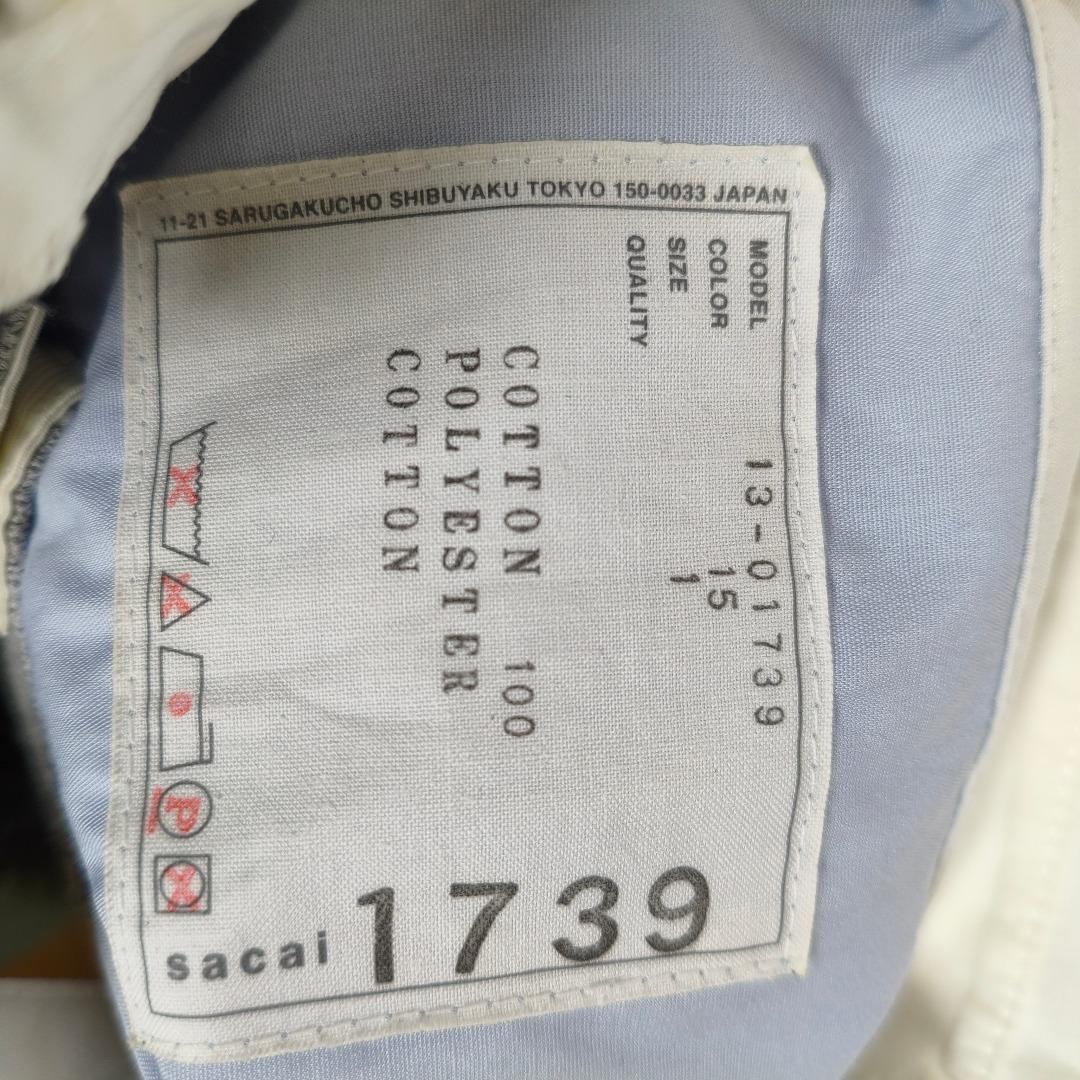 11-21 SARUGAKUCHO SHIBUYAKU TOKYO 150-0033 JAPAN
MODEL 13-01739
COLOR 15
SIZE 1
QUALITY
COTTON 100
POLYESTER
COTTON
P
sacai 1739